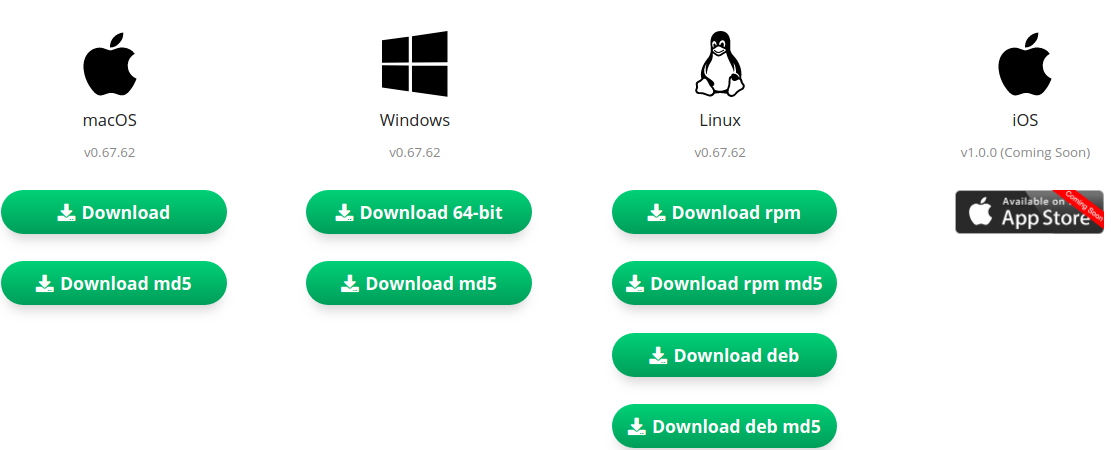 macOS
v0.67.62
Download
Download md5
Windows
v0.67.62
Download 64-bit
Download md5
Linux
v0.67.62
Download rpm
Download rpm md5
Download deb
Download deb md5
iOS
v1.0.0 (Coming Soon)
Available on
App Store
Coming Soon